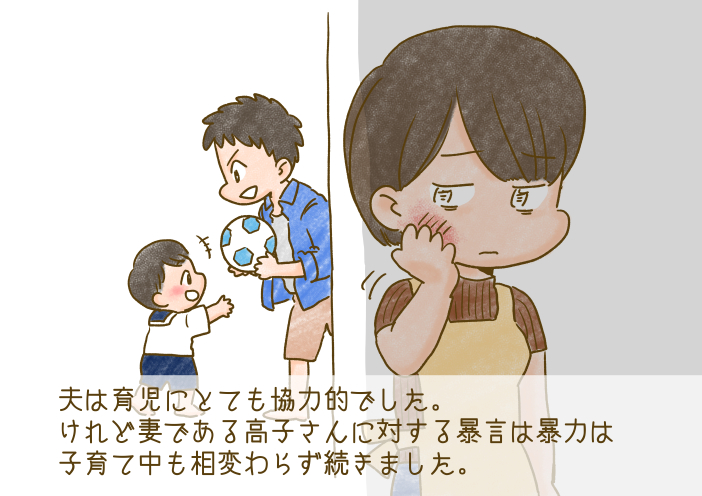 夫は育児にとても協力的でした。
けれど妻である高子さんに対する暴言は暴力は
子育て中も相変わらず続きました。